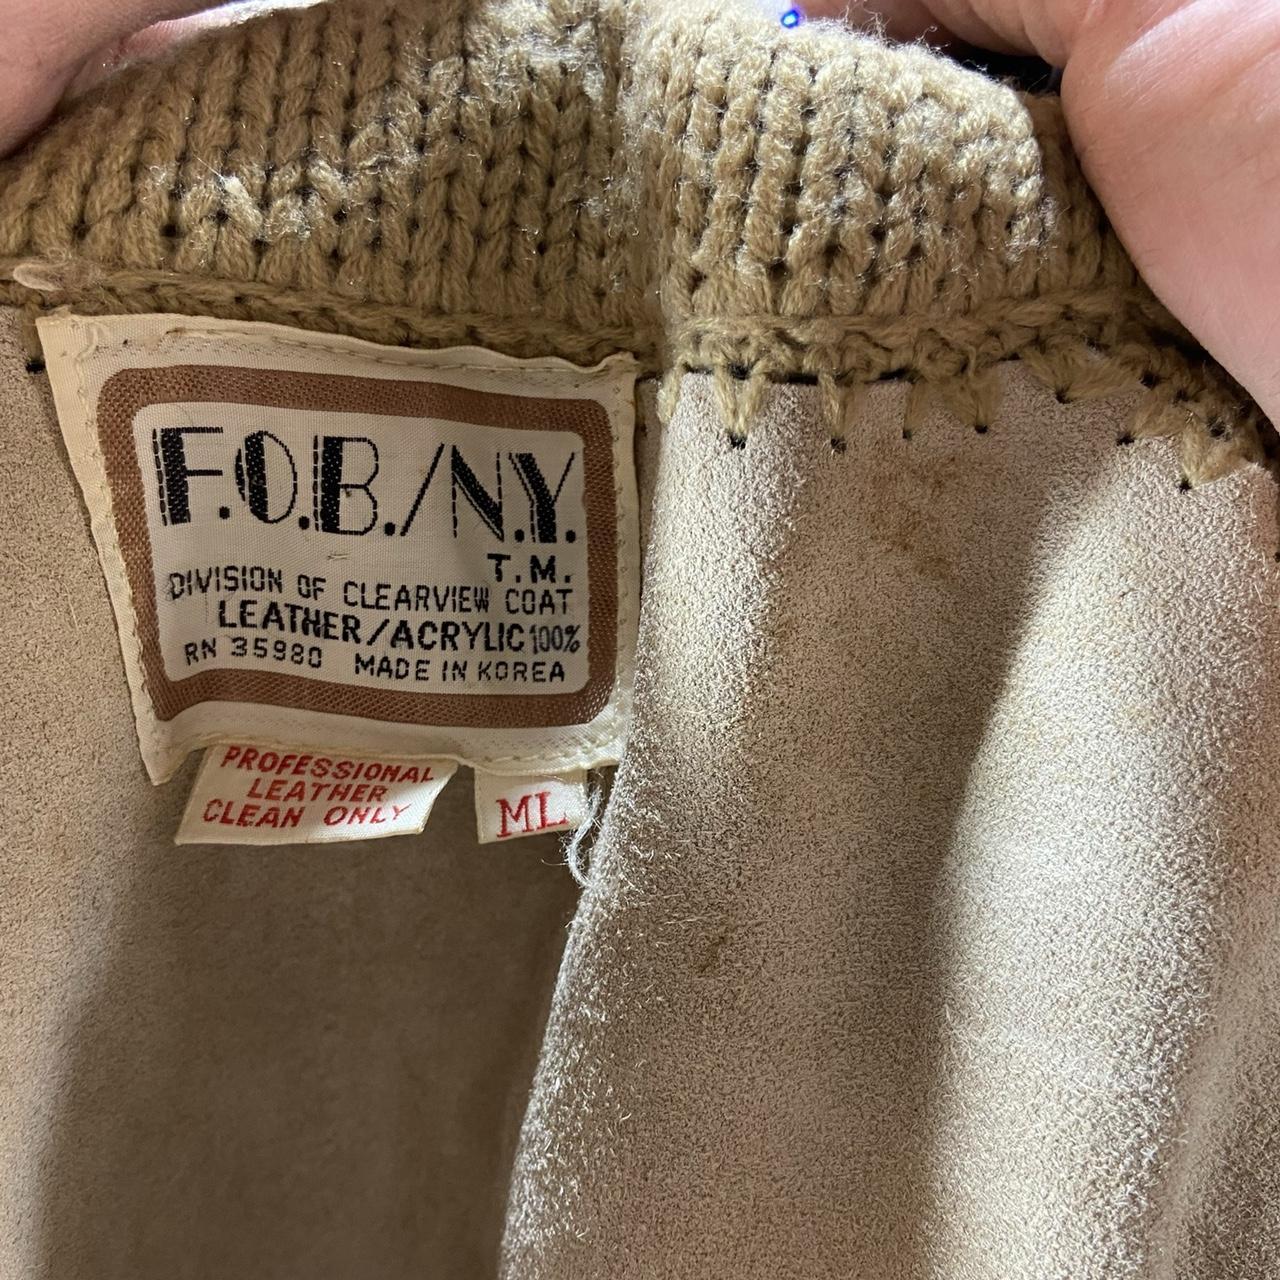 F.O.B./N.Y.
T.M.
DIVISION OF CLEARVIEW COAT
LEATHER/ACRYLIC 100%
RN 35980 MADE IN KOREA
PROFESSIONAL
LEATHER
CLEAN ONLY
ML